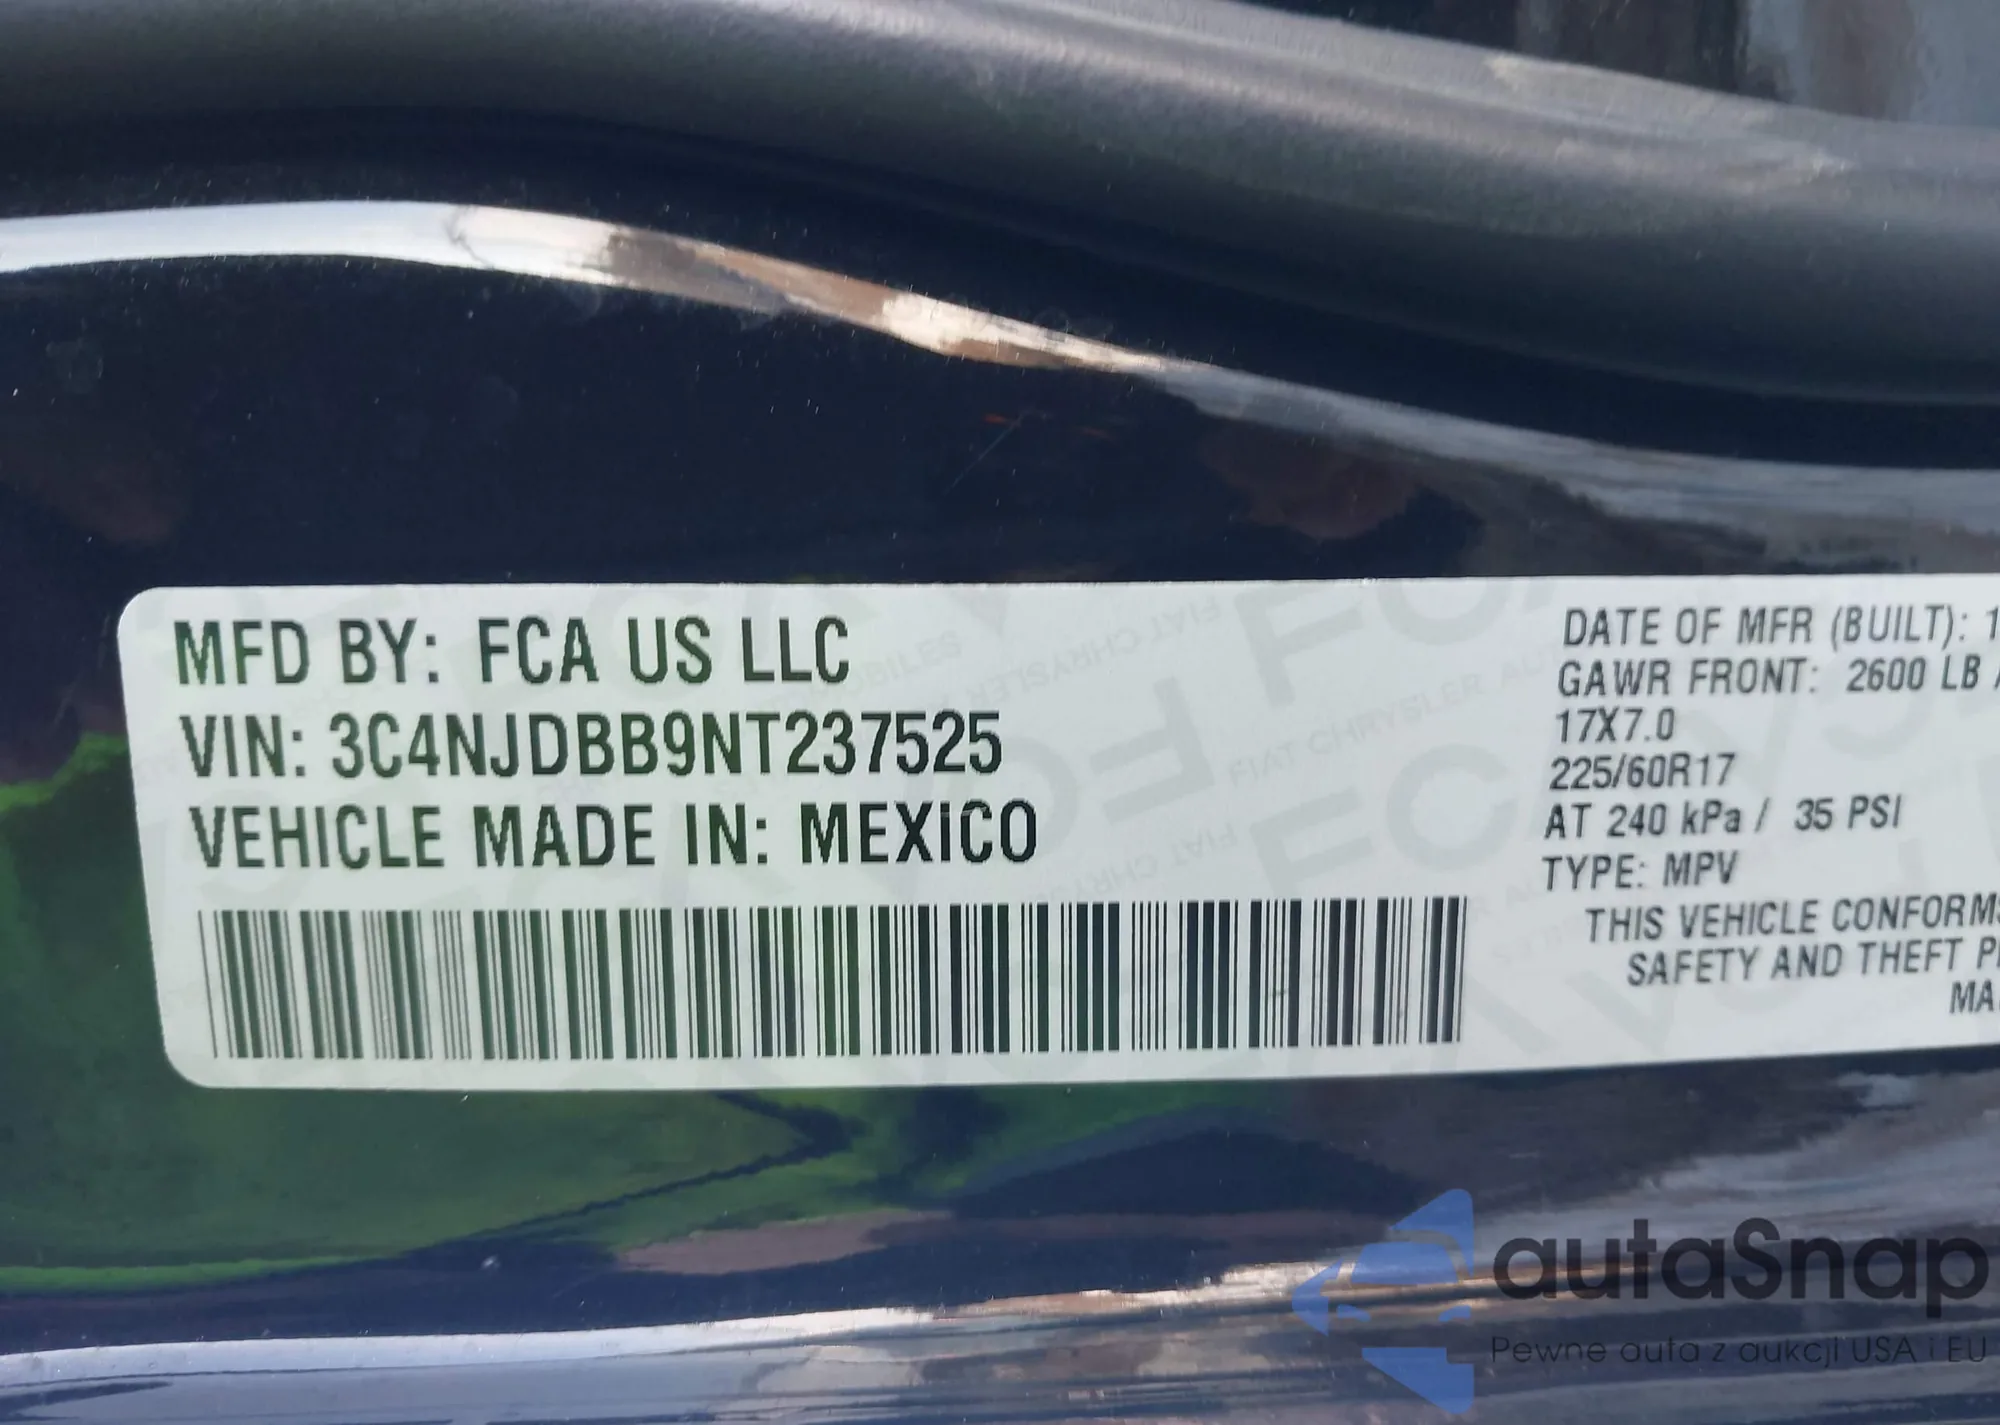 MFD BY: FCA US LLC
VIN: 3C4NJDBB9NT237525
VEHICLE MADE IN: MEXICO
DATE OF MFR (BUILT): 1
GAWR FRONT: 2600 LB
17X7.0
225/60R17
AT 240 kPa / 35 PSI
TYPE: MPV
THIS VEHICLE CONFORMS
SAFETY AND THEFT
autaSnap
Pewne auta z aukcji USA i EU